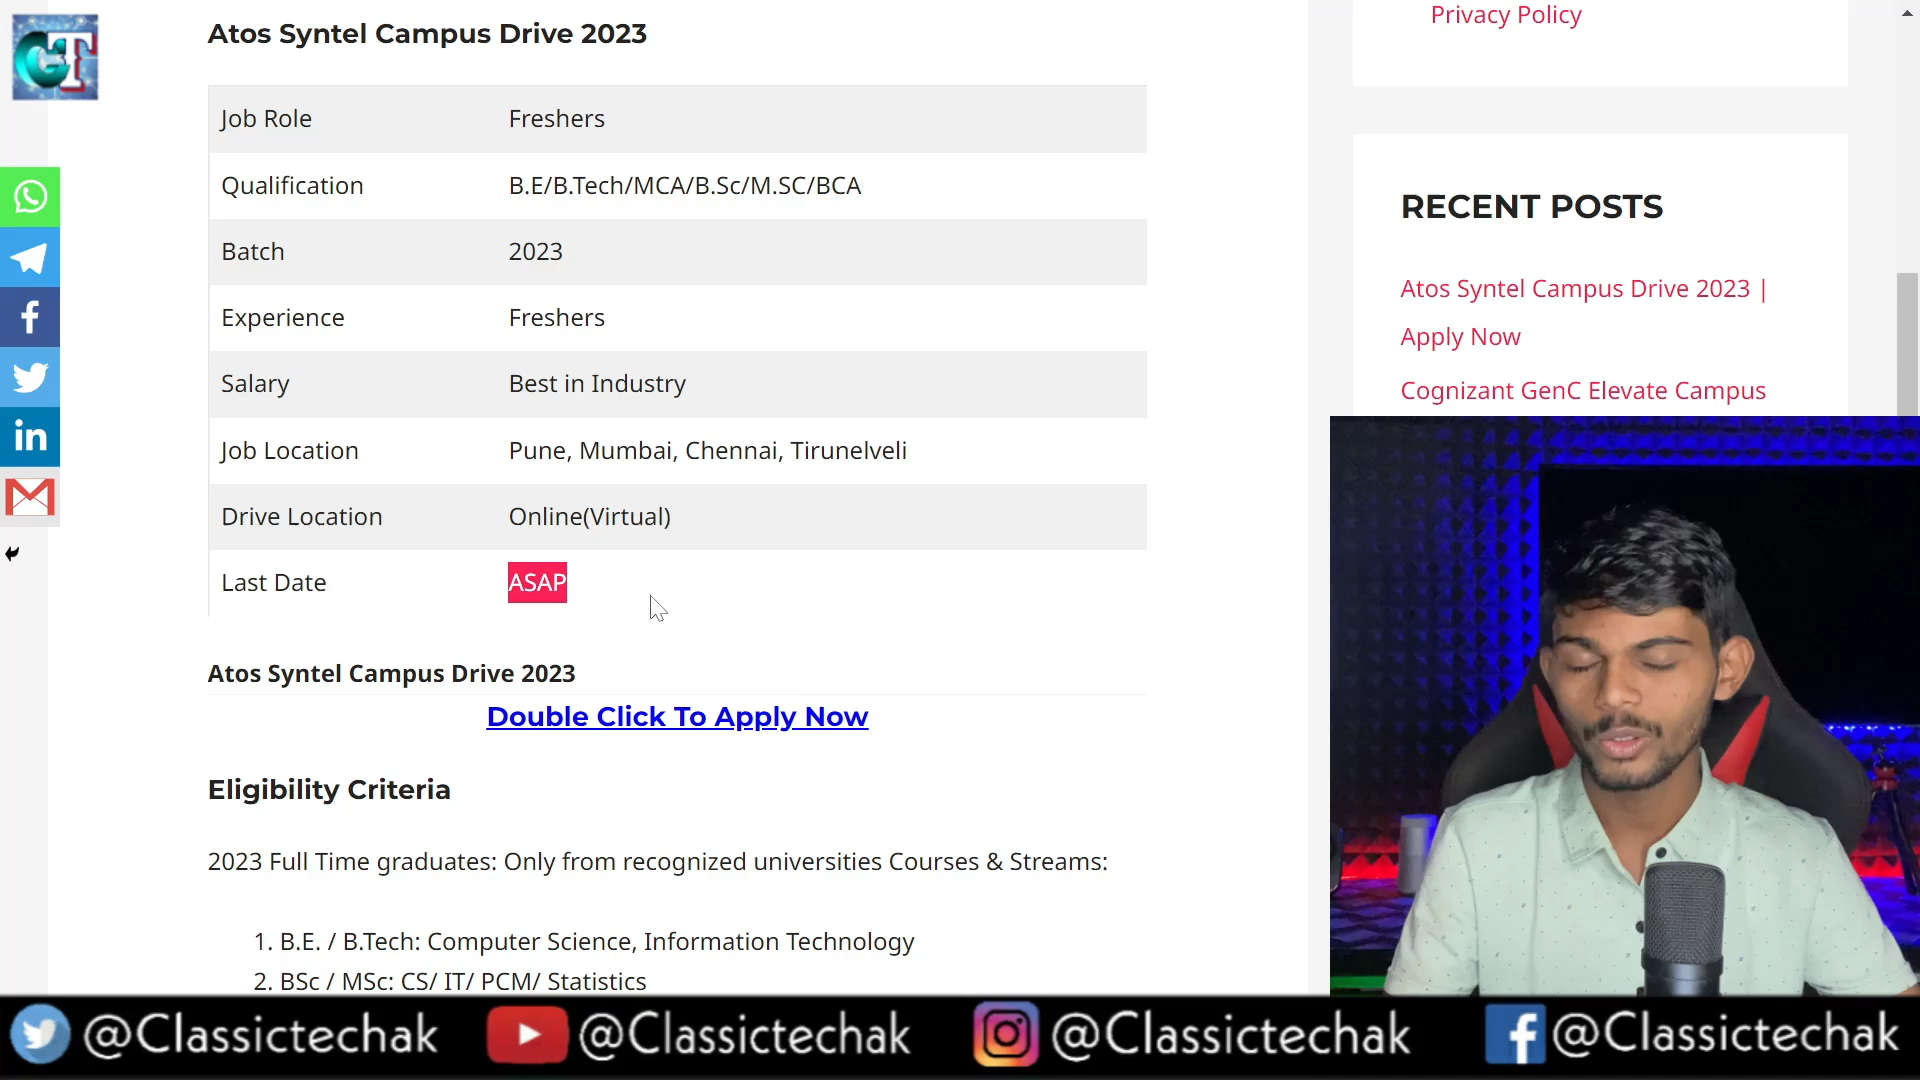 Privacy Policy
Atos Syntel Campus Drive 2023
CT
Job Role Freshers
Qualification B.E/B.Tech/MCA/B.Sc/M.SC/BCA
Batch 2023
Experience Freshers
Salary Best in Industry
Job Location Pune, Mumbai, Chennai, Tirunelveli
Drive Location Online(Virtual)
Last Date ASAP
Atos Syntel Campus Drive 2023
Double Click To Apply Now
Eligibility Criteria
2023 Full Time graduates: Only from recognized universities Courses & Streams:
1. B.E. / B.Tech: Computer Science, Information Technology
2. BSc / MSc: CS/ IT/ PCM/ Statistics
RECENT POSTS
Atos Syntel Campus Drive 2023 |
Apply Now
Cognizant GenC Elevate Campus
@Classictechak @Classictechak @Classictechak @Classictechak